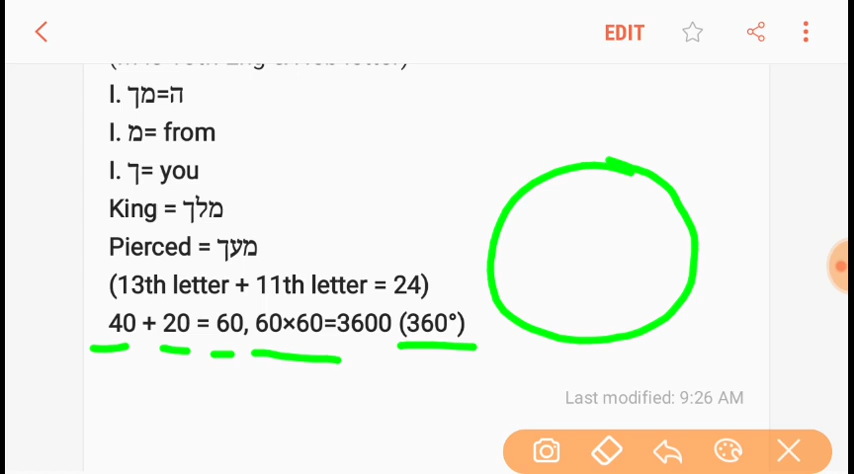 EDIT
I. ה=מך
I. מ= from
I. ך= you
King = מלך
Pierced = מעך
(13th letter + 11th letter = 24)
40 + 20 = 60, 60×60=3600 (360°)
Last modified: 9:26 AM